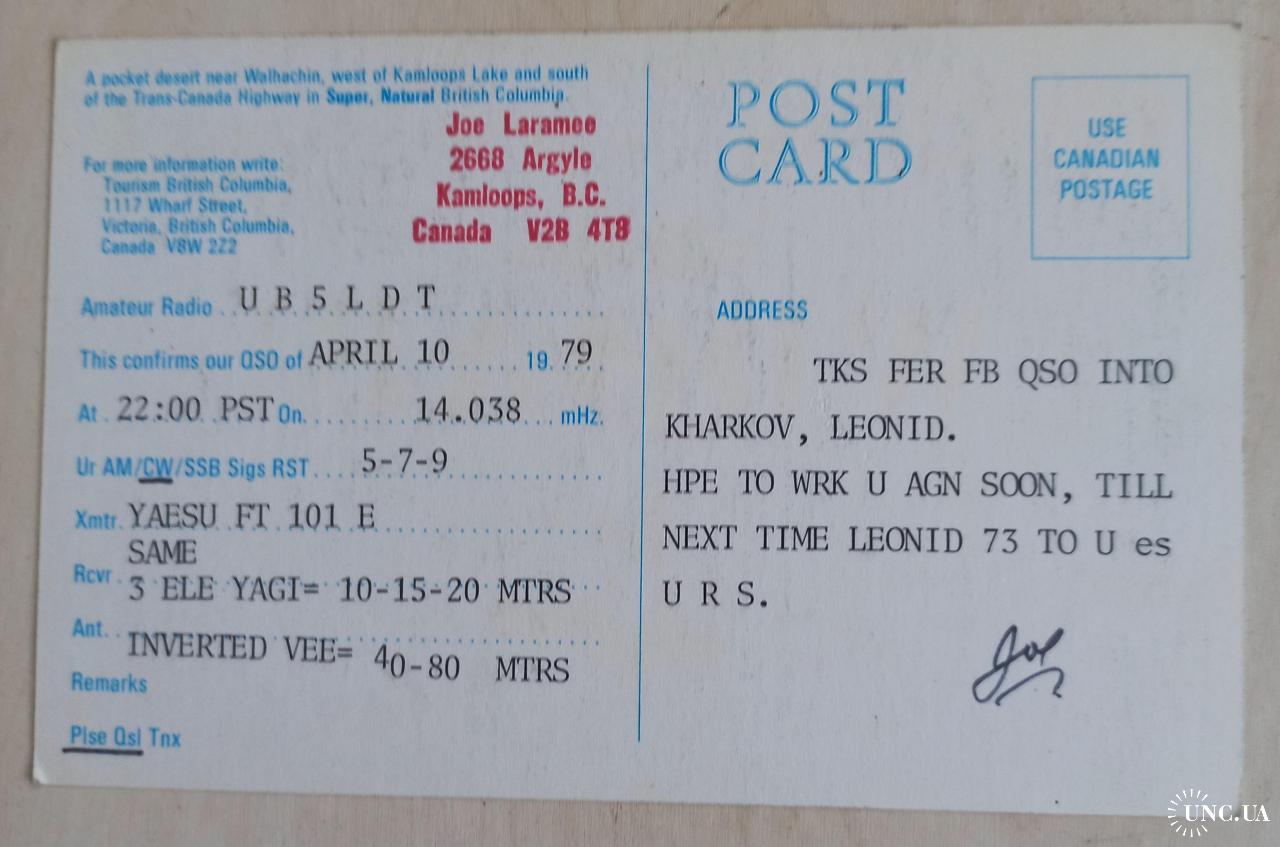 A pocket desert near Walhachin, west of Kamloops Lake and south
of the Trans-Canada Highway in Super, Natural British Columbia.
Joe Laramee
2668 Argyle
Kamloops, B.C.
Canada V2B 4T8
For more information write:
Tourism British Columbia,
1117 Wharf Street,
Victoria, British Columbia,
Canada V8W 2Z2
Amateur Radio UB5LDT
This confirms our QSO of APRIL 10 1979
At 22:00 PST On 14.038 mHz.
Ur AM/CW/SSB Sigs RST 5-7-9
Xmtr. YAESU FT 101 E
SAME
Rcvr.
3 ELE YAGI= 10-15-20 MTRS
Ant.
INVERTED VEE= 40-80 MTRS
Remarks
Plse Qsl Tnx
POST
CARD
USE
CANADIAN
POSTAGE
ADDRESS
TKS FER FB QSO INTO
KHARKOV, LEONID.
HPE TO WRK U AGN SOON, TILL
NEXT TIME LEONID 73 TO U es
U R S.
Joe
UNC.UA